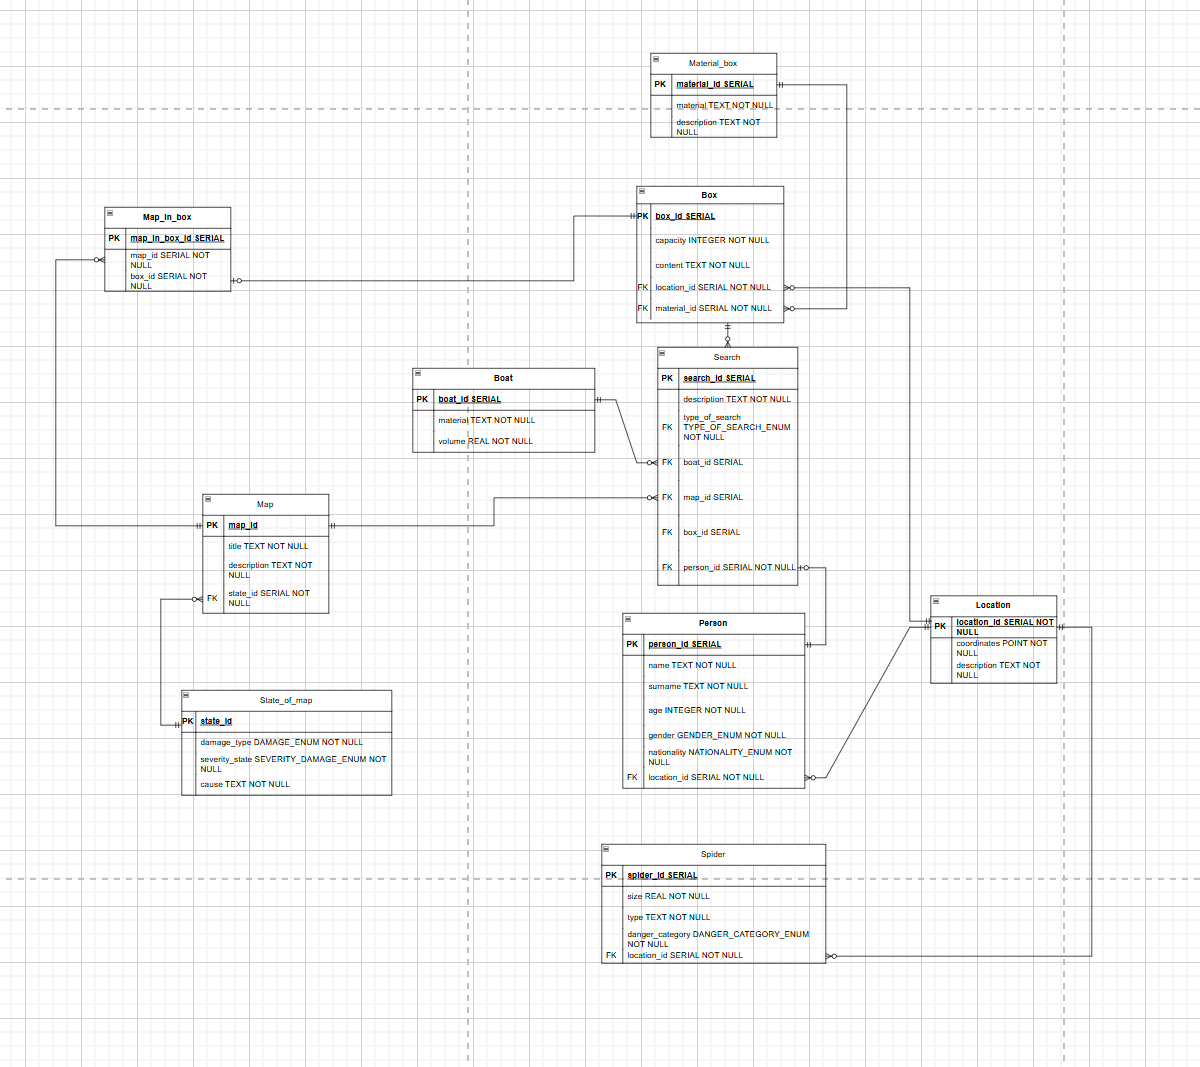 Material_box
PK material_id SERIAL
material TEXT NOT NULL
description TEXT NOT
NULL
Box
PK box_id SERIAL
capacity INTEGER NOT NULL
content TEXT NOT NULL
FK location_id SERIAL NOT NULL
FK material_id SERIAL NOT NULL
Map_in_box
PK map_in_box_id SERIAL
map_id SERIAL NOT
NULL
box_id SERIAL NOT
NULL
Search
PK search_id SERIAL
description TEXT NOT NULL
type_of_search
FK TYPE_OF_SEARCH_ENUM
NOT NULL
FK boat_id SERIAL
FK map_id SERIAL
FK box_id SERIAL
FK person_id SERIAL NOT NULL
Boat
PK boat_id SERIAL
material TEXT NOT NULL
volume REAL NOT NULL
Map
PK map_id
title TEXT NOT NULL
description TEXT NOT
NULL
FK state_id SERIAL NOT
NULL
Location
PK location_id SERIAL NOT
NULL
coordinates POINT NOT
NULL
description TEXT NOT
NULL
Person
PK person_id SERIAL
name TEXT NOT NULL
surname TEXT NOT NULL
age INTEGER NOT NULL
gender GENDER_ENUM NOT NULL
nationality NATIONALITY_ENUM NOT
NULL
FK location_id SERIAL NOT NULL
State_of_map
PK state_id
damage_type DAMAGE_ENUM NOT NULL
severity_state SEVERITY_DAMAGE_ENUM NOT
NULL
cause TEXT NOT NULL
Spider
PK spider_id SERIAL
size REAL NOT NULL
type TEXT NOT NULL
danger_category DANGER_CATEGORY_ENUM
NOT NULL
FK location_id SERIAL NOT NULL